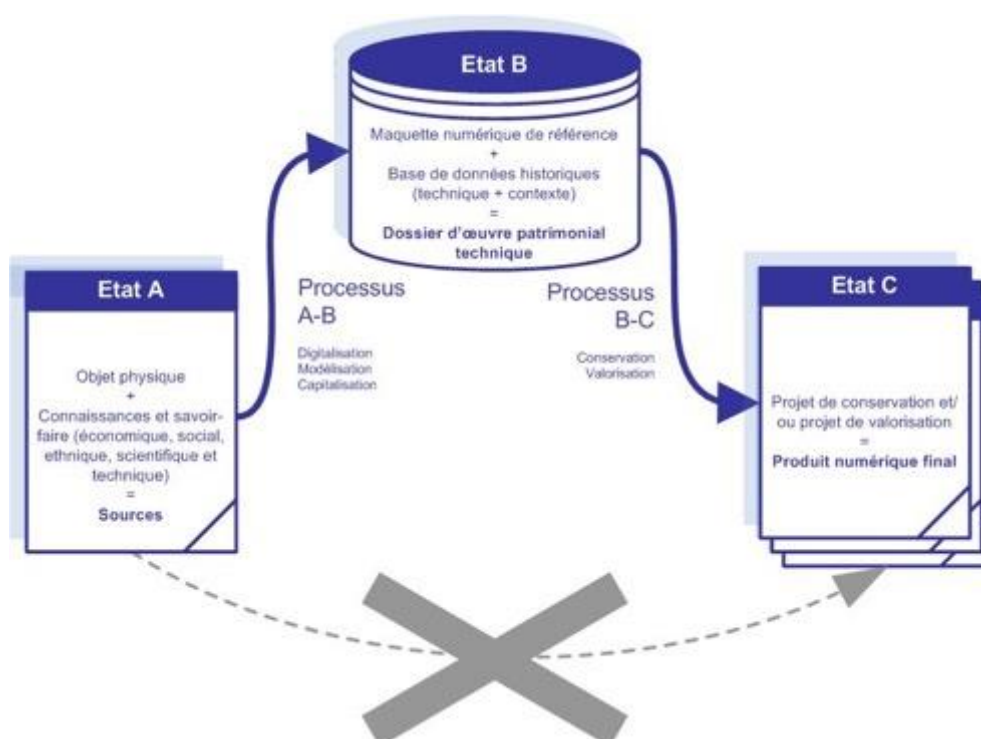 Etat B
Maquette numérique de référence
+
Base de données historiques
(technique + contexte)
=
Dossier d'œuvre patrimonial
technique
Etat A
Objet physique
+
Connaissances et savoir-
faire (économique, social,
ethnique, scientifique et
technique)
=
Sources
Processus
A-B
Digitalisation
Modélisation
Capitalisation
Processus
B-C
Conservation
Valorisation
Etat C
Projet de conservation et/
ou projet de valorisation
=
Produit numérique final